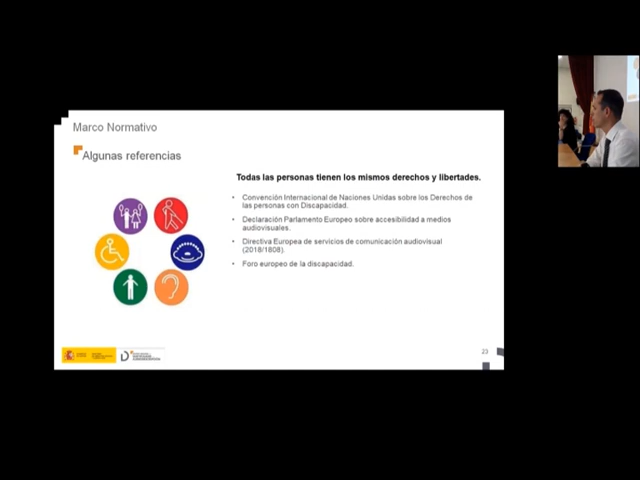 Marco Normativo
Algunas referencias
Todas las personas tienen los mismos derechos y libertades.
• Convención Internacional de Naciones Unidas sobre los Derechos de
las personas con Discapacidad.
• Declaración Parlamento Europeo sobre accesibilidad a medios
audiovisuales.
• Directiva Europea de servicios de comunicación audiovisual
(2018/1808).
• Foro europeo de la discapacidad.
23